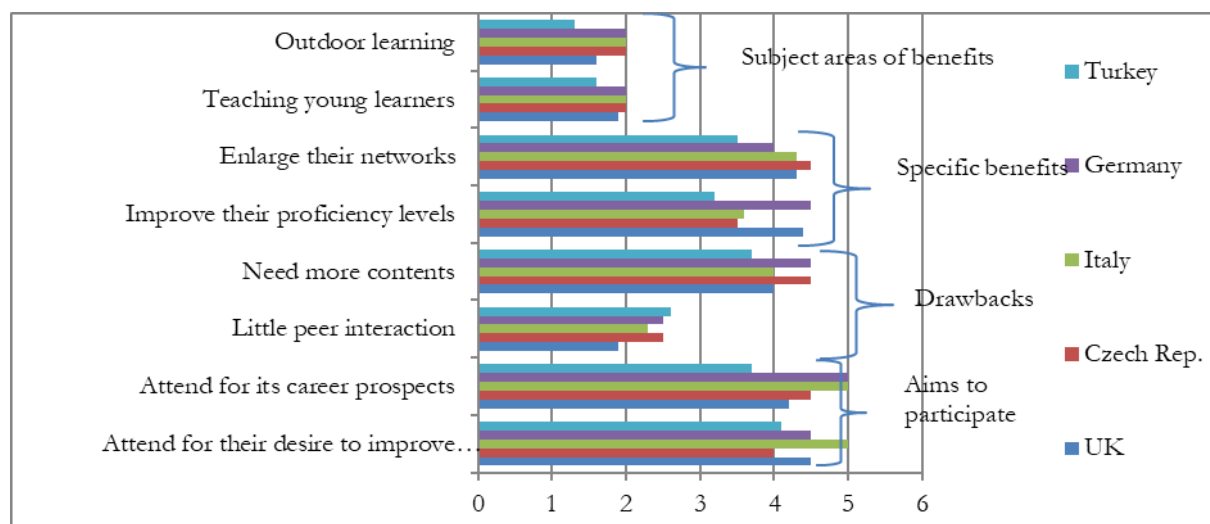 Outdoor learning
Teaching young learners
Enlarge their networks
Improve their proficiency levels
Need more contents
Little peer interaction
Attend for its career prospects
Attend for their desire to improve…
0 1 2 3 4 5 6
Subject areas of benefits
Specific benefits
Drawbacks
Aims to
participate
Turkey
Germany
Italy
Czech Rep.
UK